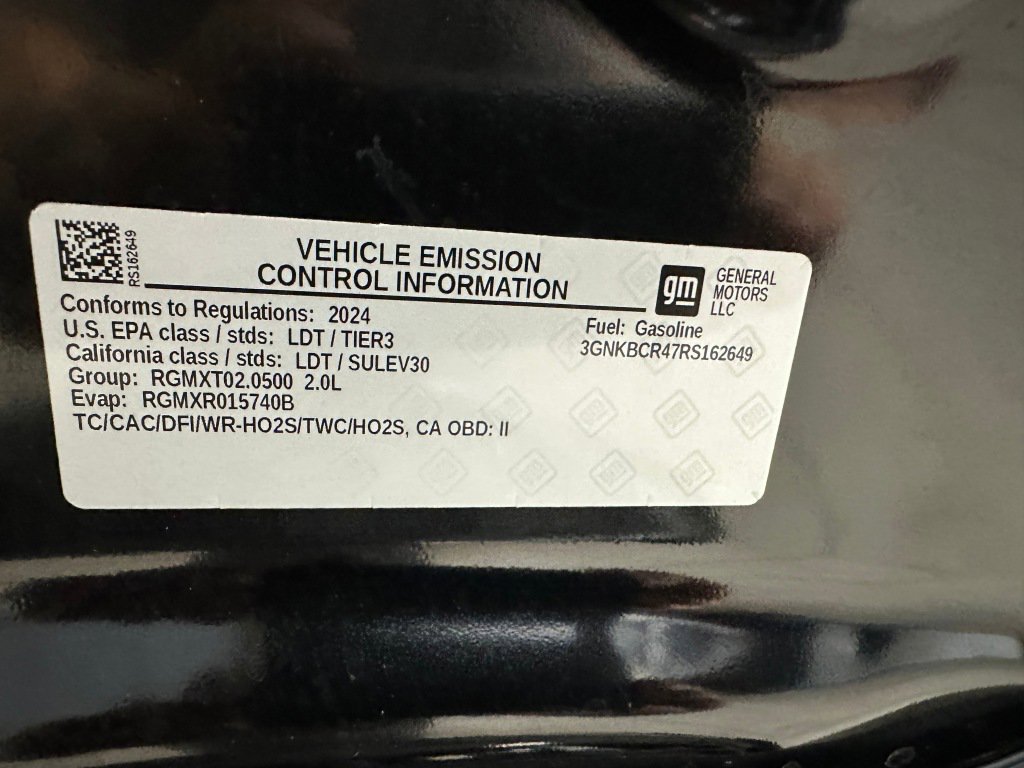 RS162649
VEHICLE EMISSION
CONTROL INFORMATION
gm
GENERAL
MOTORS
LLC
Conforms to Regulations: 2024
U.S. EPA class / stds: LDT / TIER3
California class / stds: LDT / SULEV30
Group: RGMXT02.0500 2.0L
Evap: RGMXR015740B
TC/CAC/DFI/WR-HO2S/TWC/HO2S, CA OBD: II
Fuel: Gasoline
3GNKBCR47RS162649